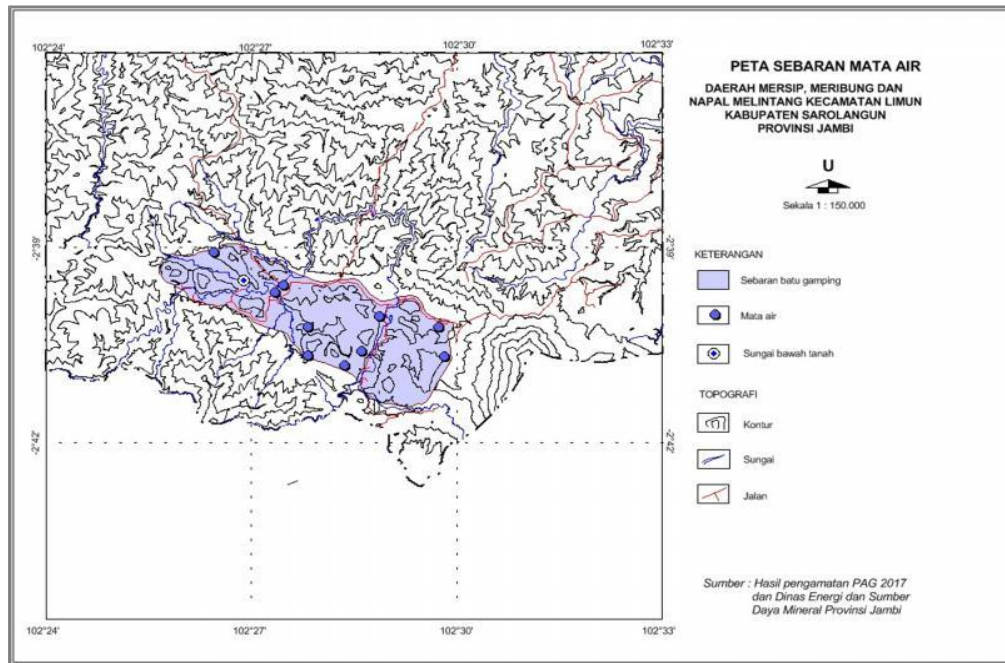 102°24' 102°27' 102°30' 102°33'
PETA SEBARAN MATA AIR
DAERAH MERSIP, MERIBUNG DAN
NAPAL MELINTANG KECAMATAN LIMUN
KABUPATEN SAROLANGUN
PROVINSI JAMBI
U
Sekala 1 : 150.000
-2°39' -2°39'
KETERANGAN
Sebaran batu gamping
Mata air
Sungai bawah tanah
TOPOGRAFI
Kontur
-2°42' -2°42'
Sungai
Jalan
Sumber : Hasil pengamatan PAG 2017
dan Dinas Energi dan Sumber
Daya Mineral Provinsi Jambi
102°24' 102°27' 102°30' 102°33'